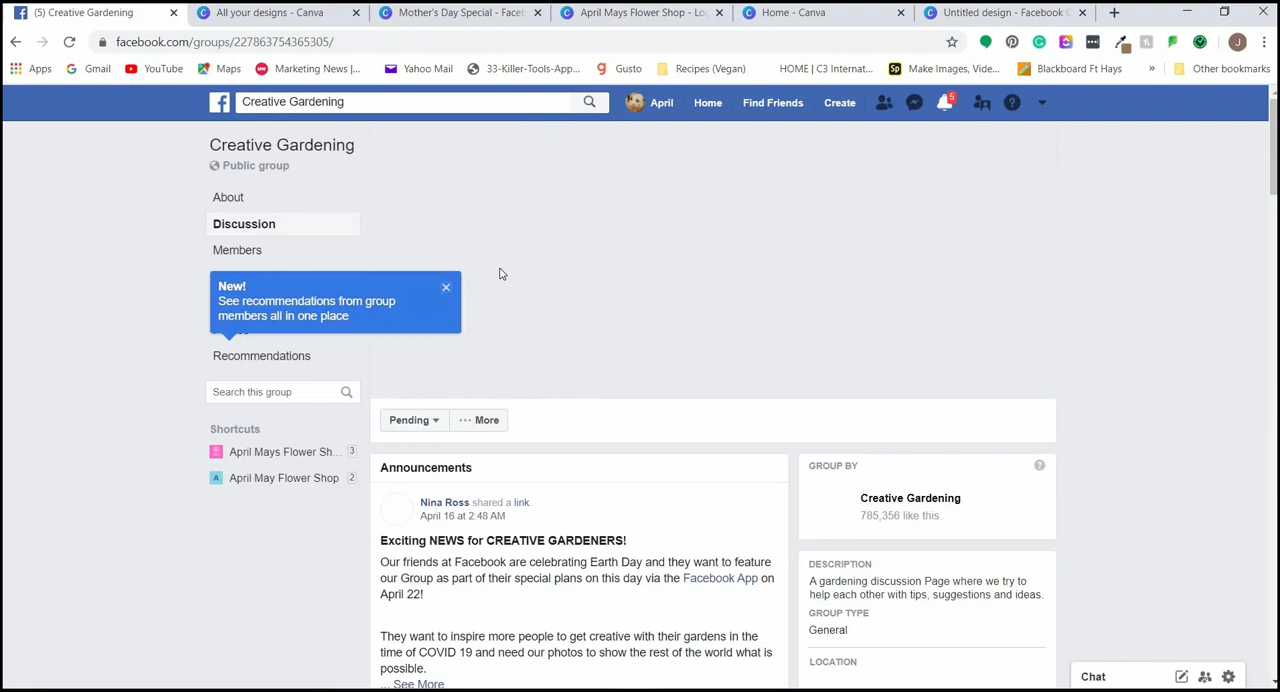 (5) Creative Gardening
All your designs - Canva
Mother's Day Special - Faceb
April Mays Flower Shop - Lo
Home - Canva
Untitled design - Facebook C
facebook.com/groups/227863754365305/
Apps
Gmail
YouTube
Maps
Marketing News |...
Yahoo Mail
33-Killer-Tools-App...
Gusto
Recipes (Vegan)
HOME | C3 Internat...
Make Images, Vide...
Blackboard Ft Hays
»
Other bookmarks
Creative Gardening
April
Home
Find Friends
Create
5
Creative Gardening
Public group
About
Discussion
Members
New!
See recommendations from group
members all in one place
Recommendations
Search this group
Shortcuts
April Mays Flower Sh... 3
A April May Flower Shop 2
Pending
··· More
Announcements
Nina Ross shared a link.
April 16 at 2:48 AM
Exciting NEWS for CREATIVE GARDENERS!
Our friends at Facebook are celebrating Earth Day and they want to feature
our Group as part of their special plans on this day via the Facebook App on
April 22!
They want to inspire more people to get creative with their gardens in the
time of COVID 19 and need our photos to show the rest of the world what is
possible.
... See More
GROUP BY
Creative Gardening
785,356 like this
DESCRIPTION
A gardening discussion Page where we try to
help each other with tips, suggestions and ideas.
GROUP TYPE
General
LOCATION
Chat